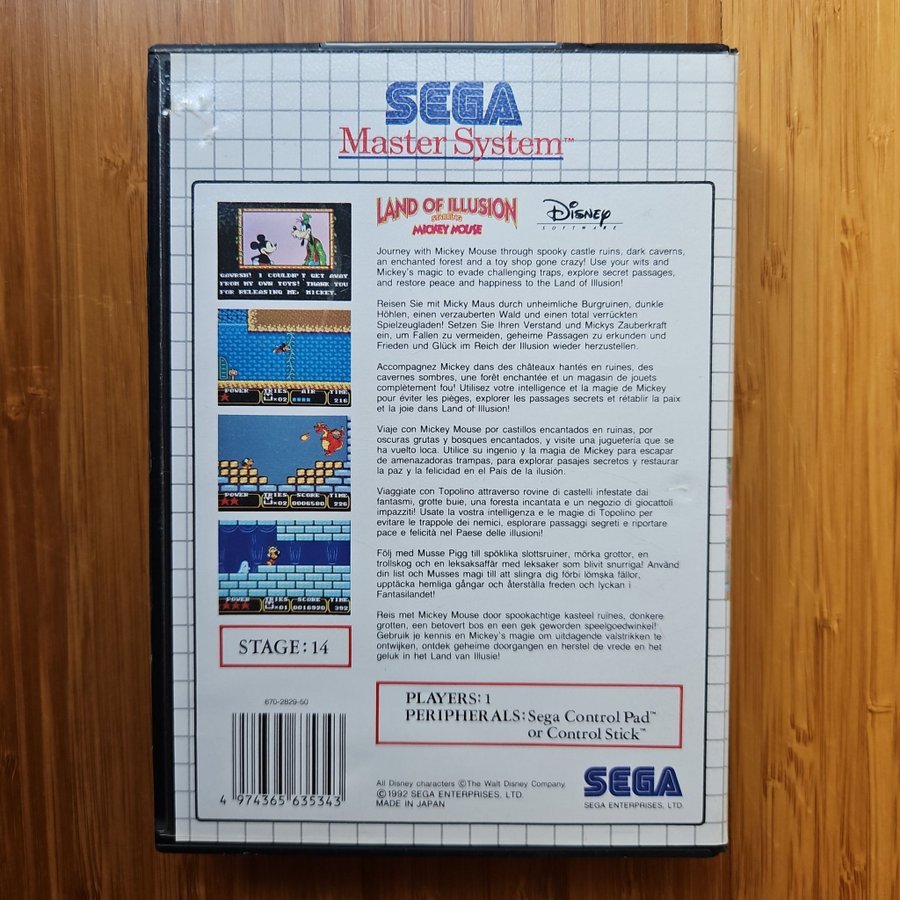 SEGA
Master System™
LAND OF ILLUSION
STARRING
MICKEY MOUSE
Disney
SOFTWARE
GAWRSH! I COULDN'T GET AWAY
FROM MY OWN TOYS! THANK YOU
FOR RELEASING ME, MICKEY.
POWER TRIES AIR TIME
×02 216
POWER TRIES SCORE TIME
×02 0006580 226
POWER TRIES SCORE TIME
×01 0016920 392
STAGE:14
Journey with Mickey Mouse through spooky castle ruins, dark caverns,
an enchanted forest and a toy shop gone crazy! Use your wits and
Mickey's magic to evade challenging traps, explore secret passages,
and restore peace and happiness to the Land of Illusion!
Reisen Sie mit Micky Maus durch unheimliche Burgruinen, dunkle
Höhlen, einen verzauberten Wald und einen total verrückten
Spielzeugladen! Setzen Sie Ihren Verstand und Mickys Zauberkraft
ein, um Fallen zu vermeiden, geheime Passagen zu erkunden und
Frieden und Glück im Reich der Illusion wieder herzustellen.
Accompagnez Mickey dans des châteaux hantés en ruines, des
cavernes sombres, une forêt enchantée et un magasin de jouets
complètement fou! Utilisez votre intelligence et la magie de Mickey
pour éviter les pièges, explorer les passages secrets et rétablir la paix
et la joie dans Land of Illusion!
Viaje con Mickey Mouse por castillos encantados en ruinas, por
oscuras grutas y bosques encantados, y visite una juguetería que se
ha vuelto loca. Utilice su ingenio y la magia de Mickey para escapar
de amenazadoras trampas, para explorar pasajes secretos y restaurar
la paz y la felicidad en el País de la ilusión.
Viaggiate con Topolino attraverso rovine di castelli infestate dai
fantasmi, grotte buie, una foresta incantata e un negozio di giocattoli
impazziti! Usate la vostra intelligenza e le magie di Topolino per
evitare le trappole dei nemici, esplorare passaggi segreti e riportare
pace e felicità nel Paese delle illusioni!
Följ med Musse Pigg till spöklika slottsruiner, mörka grottor, en
trollskog och en leksaksaffär med leksaker som blivit snurriga! Använd
din list och Musses magi till att slingra dig förbi lömska fällor,
upptäcka hemliga gångar och återställa freden och lyckan i
Fantasilandet!
Reis met Mickey Mouse door spookachtige kasteel ruïnes, donkere
grotten, een betovert bos en een gek geworden speelgoedwinkel!
Gebruik je kennis en Mickey's magie om uitdagende valstrikken te
ontwijken, ontdek geheime doorgangen en herstel de vrede en het
geluk in het Land van Illusie!
PLAYERS:1
PERIPHERALS:Sega Control Pad™
or Control Stick™
670-2829-50
4 974365 635343
All Disney characters ©The Walt Disney Company.
©1992 SEGA ENTERPRISES, LTD.
MADE IN JAPAN
SEGA
SEGA ENTERPRISES, LTD.